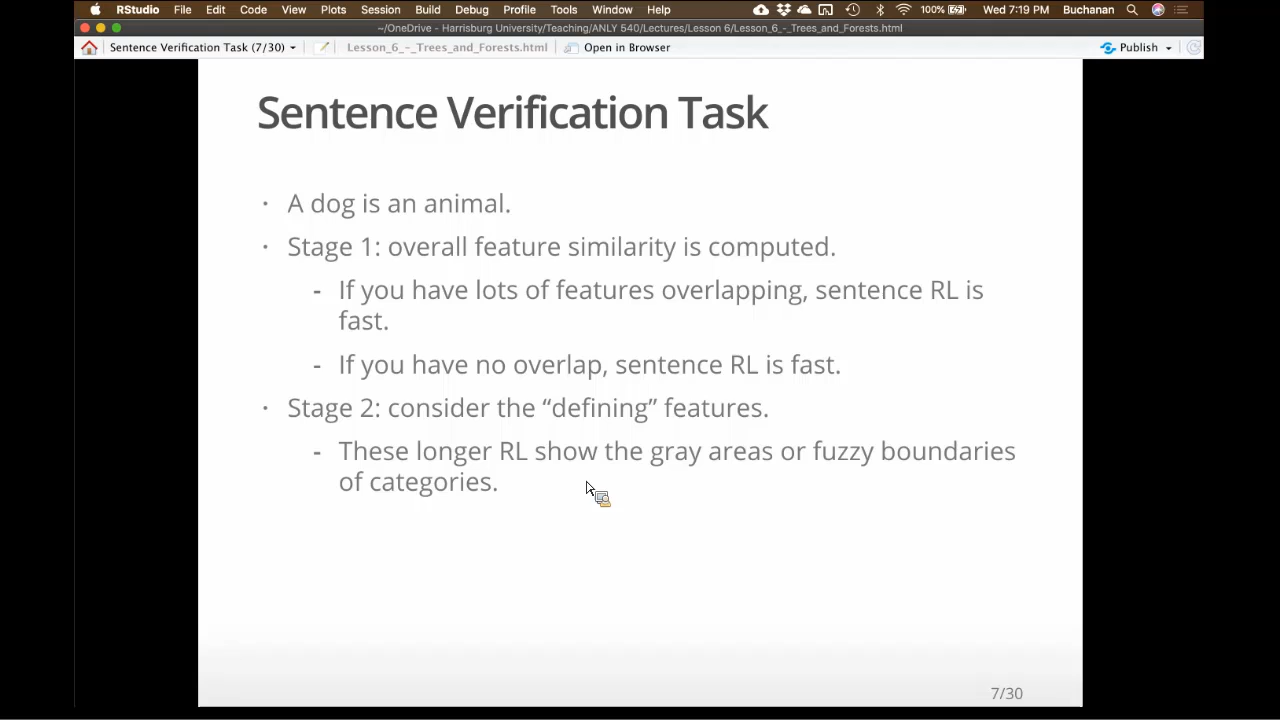 RStudio File Edit Code View Plots Session Build Debug Profile Tools Window Help 100% Wed 7:19 PM Buchanan
~/OneDrive - Harrisburg University/Teaching/ANLY 540/Lectures/Lesson 6/Lesson_6_-_Trees_and_Forests.html
Sentence Verification Task (7/30) Lesson_6_-_Trees_and_Forests.html Open in Browser Publish
Sentence Verification Task
· A dog is an animal.
· Stage 1: overall feature similarity is computed.
- If you have lots of features overlapping, sentence RL is
fast.
- If you have no overlap, sentence RL is fast.
· Stage 2: consider the “defining” features.
- These longer RL show the gray areas or fuzzy boundaries
of categories.
7/30